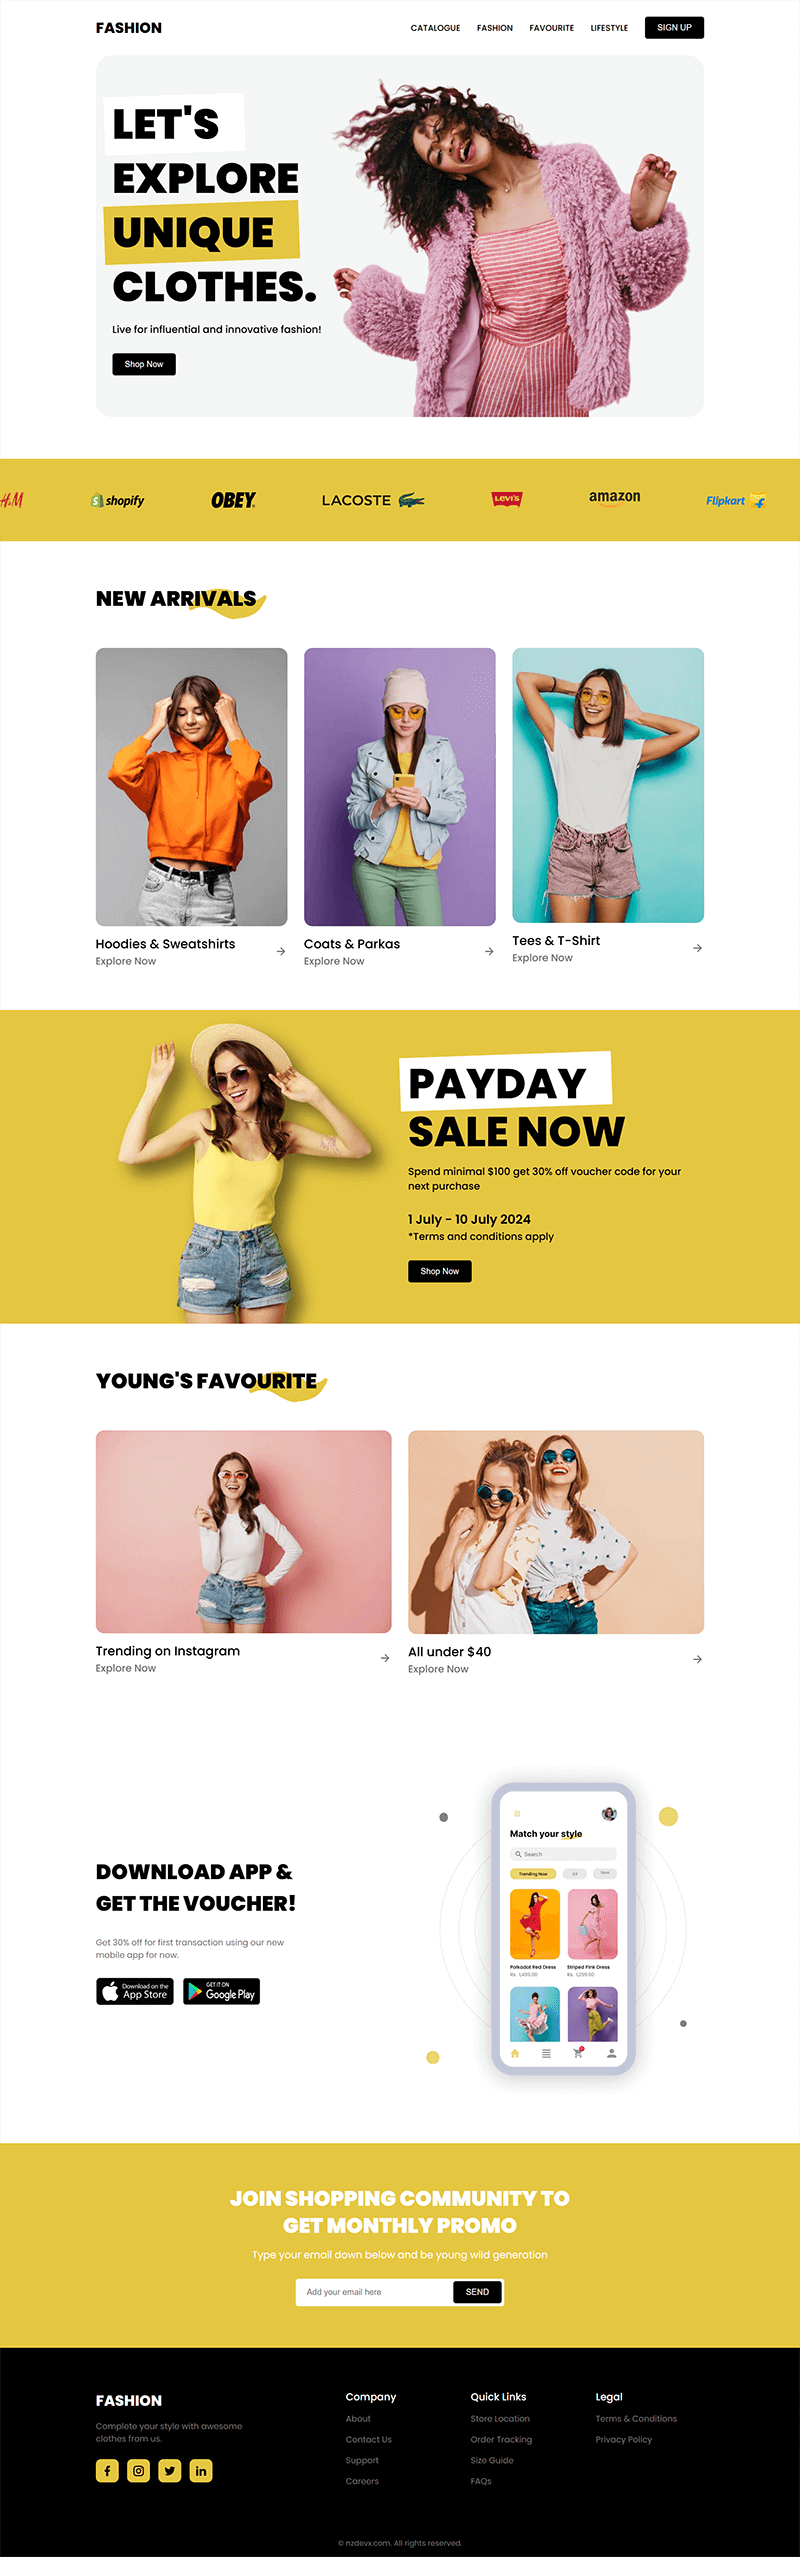 FASHION
CATALOGUE
FASHION
FAVOURITE
LIFESTYLE
SIGN UP
LET'S
EXPLORE
UNIQUE
CLOTHES.
Live for influential and innovative fashion!
Shop Now
H&M
shopify
OBEY
LACOSTE
Levi's
amazon
Flipkart
NEW ARRIVALS
Hoodies & Sweatshirts
Explore Now
Coats & Parkas
Explore Now
Tees & T-Shirt
Explore Now
PAYDAY
SALE NOW
Spend minimal $100 get 30% off voucher code for your
next purchase
1 July - 10 July 2024
*Terms and conditions apply
Shop Now
YOUNG'S FAVOURITE
Trending on Instagram
Explore Now
All under $40
Explore Now
DOWNLOAD APP &
GET THE VOUCHER!
Get 30% off for first transaction using our new
mobile app for now.
Download on the
App Store
GET IT ON
Google Play
Match your style
Search
Trending Now
All
New
Polkadot Red Dress
Rs. 1,499.00
Striped Pink Dress
Rs. 1,299.00
JOIN SHOPPING COMMUNITY TO
GET MONTHLY PROMO
Type your email down below and be young wild generation
Add your email here
SEND
FASHION
Complete your style with awesome
clothes from us.
Company
About
Contact Us
Support
Careers
Quick Links
Store Location
Order Tracking
Size Guide
FAQs
Legal
Terms & Conditions
Privacy Policy
© nzdevx.com. All rights reserved.